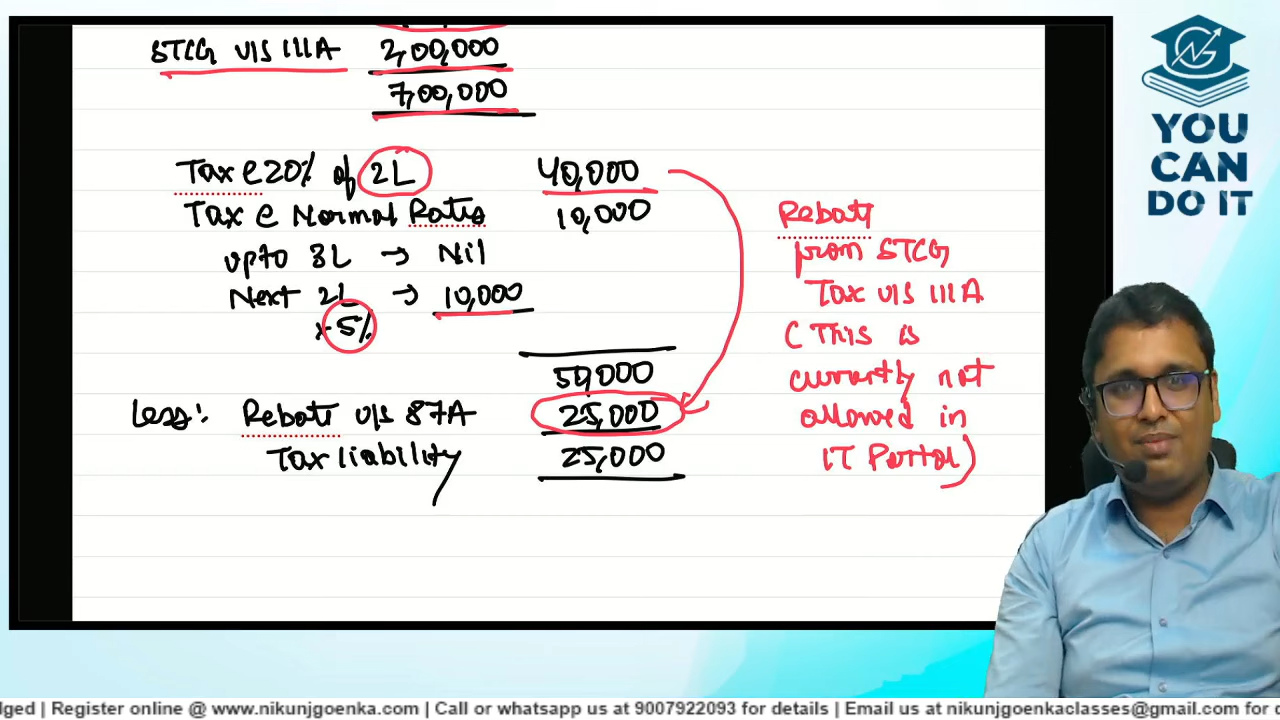 STCG U/S 111A 2,00,000
7,00,000
Tax @ 20% of 2L 40,000
Tax @ Normal Rates 10,000
upto 3L → Nil
Next 2L → 10,000
× 5%
50,000
Less: Rebate u/s 87A 25,000
Tax liability 25,000
Rebate
from STCG
Tax u/s 111A
( This is
currently not
allowed in
IT Portal)
NG
YOU
CAN
DO IT
dged | Register online @ www.nikunjgoenka.com | Call or whatsapp us at 9007922093 for details | Email us at nikunjgoenkaclasses@gmail.com for d